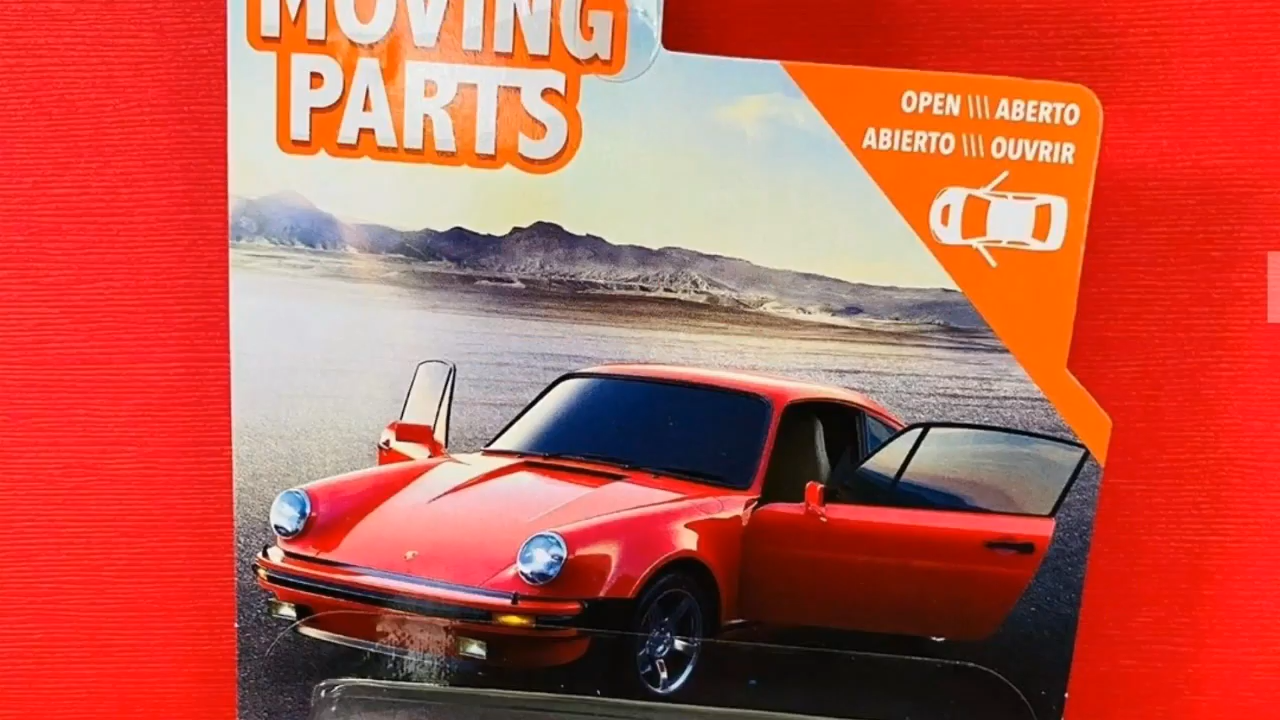 MOVING
PARTS
OPEN \\\ ABERTO
ABIERTO \\\ OUVRIR